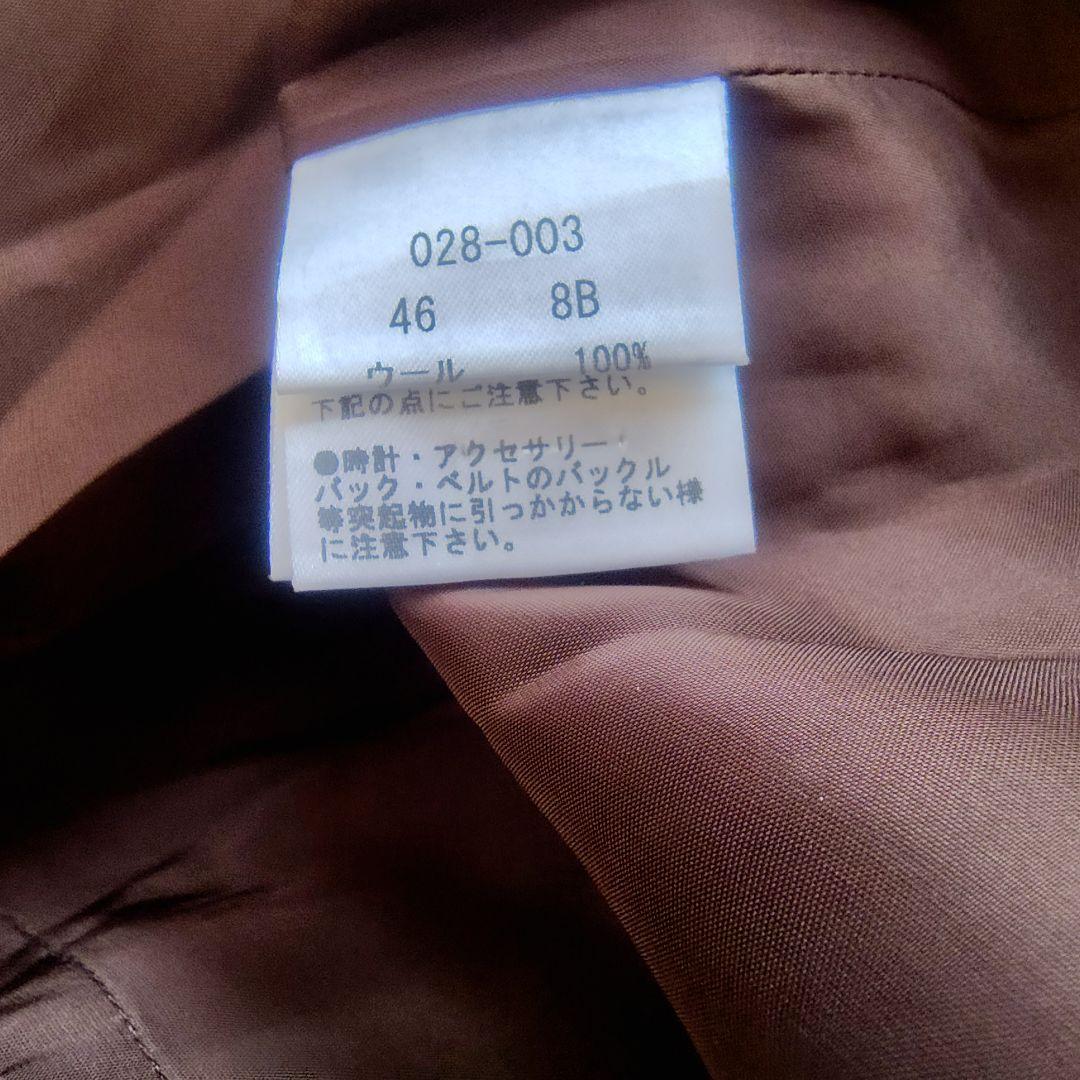 028-003
46 8B
ウール 100%
下記の点にご注意下さい。
●時計・アクセサリー・
バック・ベルトのバックル
等突起物に引っかからない様
に注意下さい。